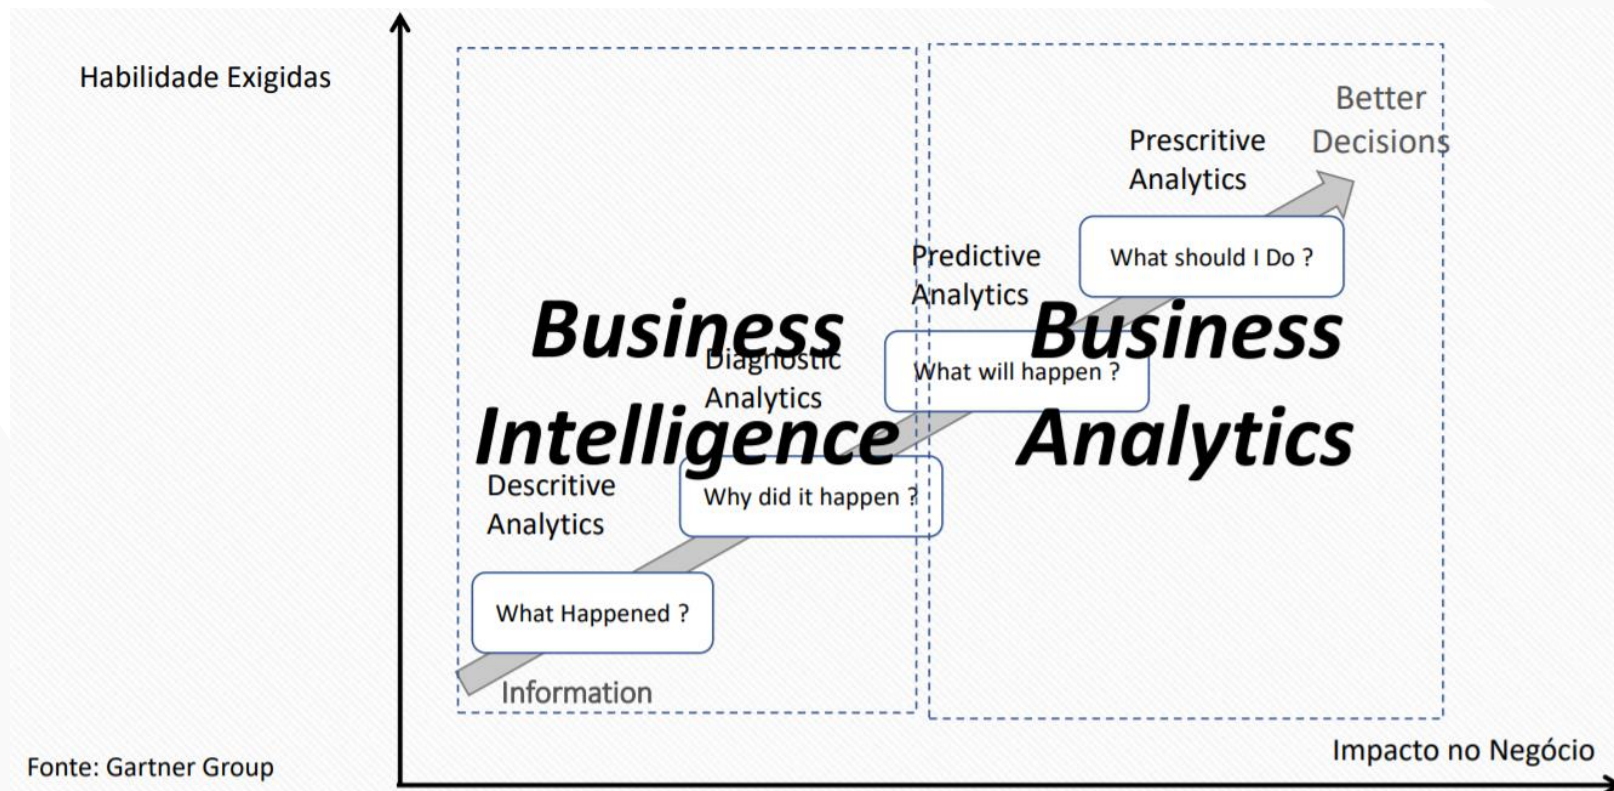 Habilidade Exigidas
Better
Decisions
Prescritive
Analytics
What should I Do ?
Predictive
Analytics
What will happen ?
Business
Analytics
Business
Intelligence
Diagnostic
Analytics
Why did it happen ?
Descritive
Analytics
What Happened ?
Information
Impacto no Negócio
Fonte: Gartner Group